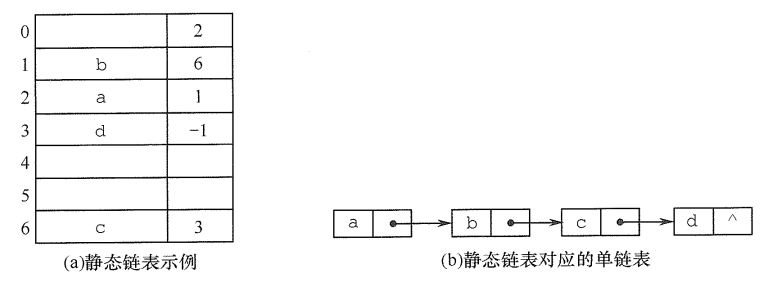 0 2
1 b 6
2 a 1
3 d -1
4
5
6 c 3
a b c d ^
(a)静态链表示例
(b)静态链表对应的单链表